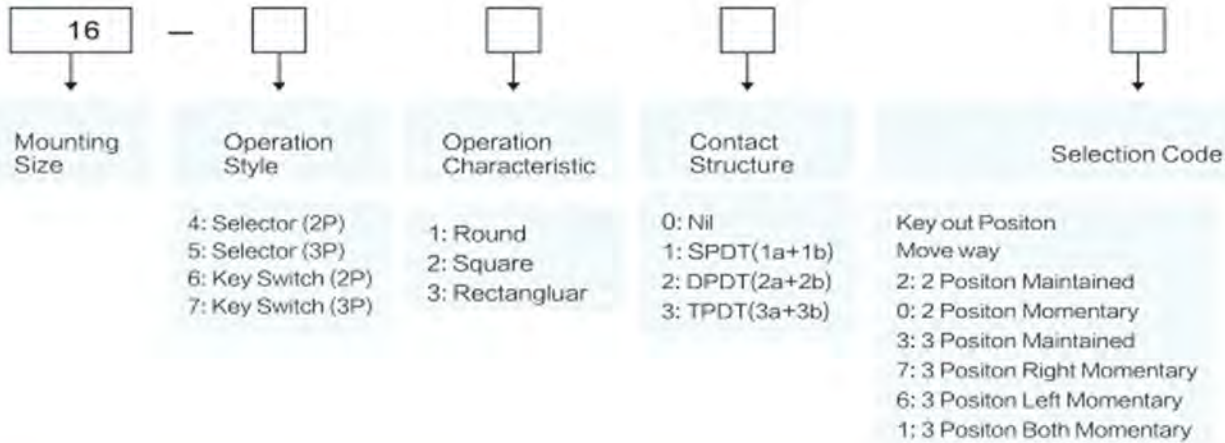 16 –
Mounting
Size
Operation
Style
Operation
Characteristic
Contact
Structure
Selection Code
4: Selector (2P)
5: Selector (3P)
6: Key Switch (2P)
7: Key Switch (3P)
1: Round
2: Square
3: Rectangluar
0: Nil
1: SPDT(1a+1b)
2: DPDT(2a+2b)
3: TPDT(3a+3b)
Key out Positon
Move way
2: 2 Positon Maintained
0: 2 Positon Momentary
3: 3 Positon Maintained
7: 3 Positon Right Momentary
6: 3 Positon Left Momentary
1; 3 Positon Both Momentary